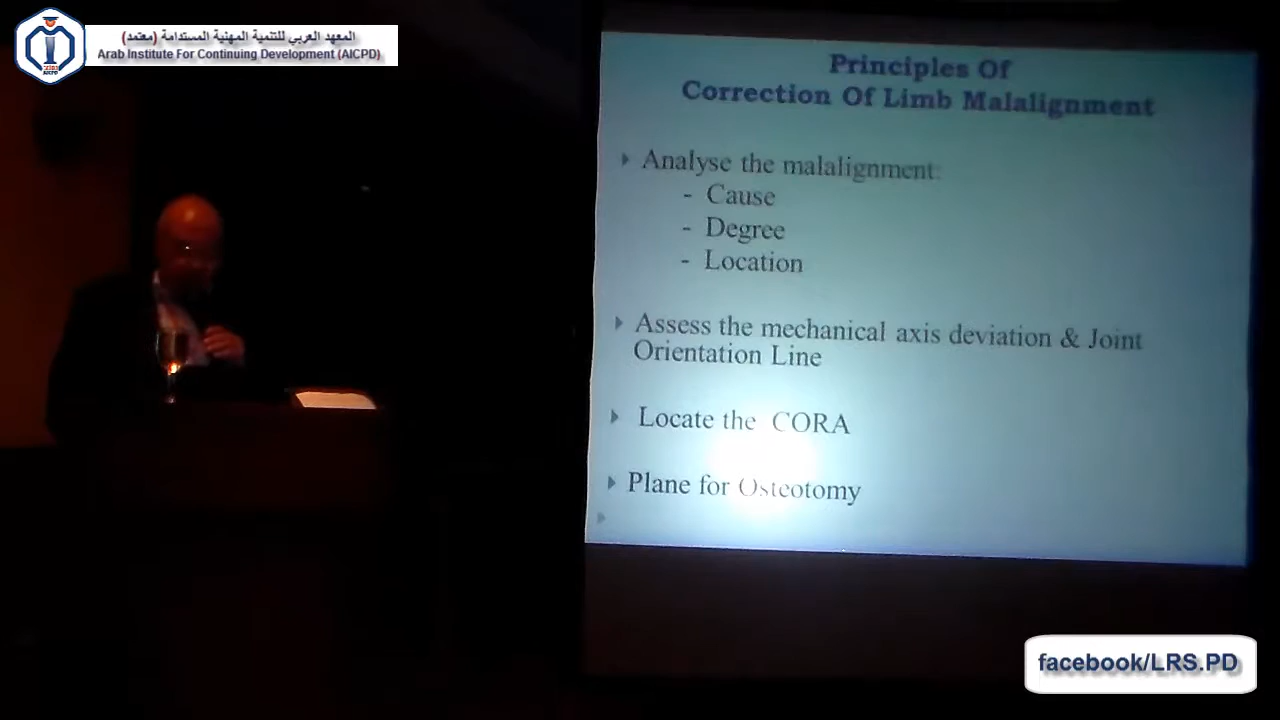 المعهد العربي للتنمية المهنية المستدامة (معتمد)
Arab Institute For Continuing Development (AICPD)
AICPD
Principles Of
Correction Of Limb Malalignment
Analyse the malalignment:
- Cause
- Degree
- Location
Assess the mechanical axis deviation & Joint
Orientation Line
Locate the CORA
Plane for Osteotomy
facebook/LRS.PD